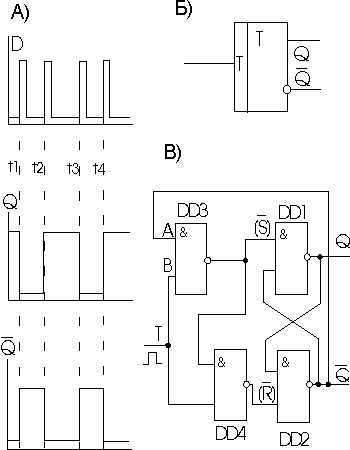 А)
D
t1 t2 t3 t4
Q
Q̅
Б)
T
T
Q
Q̅
В)
DD3
DD1
A
&
(S̅)
&
Q
B
T
&
&
(R̅)
Q̅
DD4
DD2